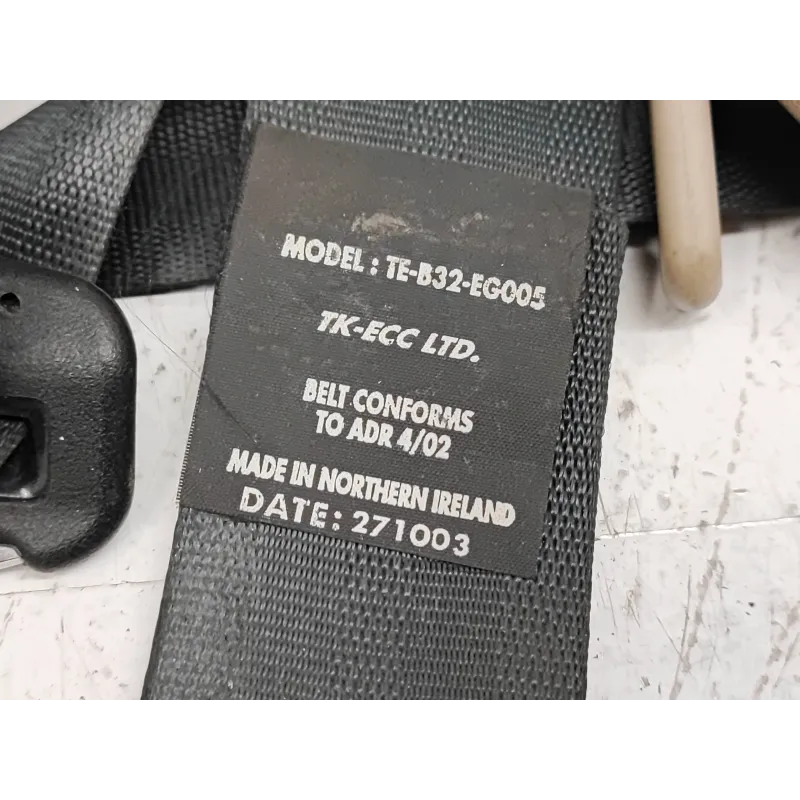 MODEL : TE-B32-EG005
TK-ECC LTD.
BELT CONFORMS
TO ADR 4/02
MADE IN NORTHERN IRELAND
DATE: 271003